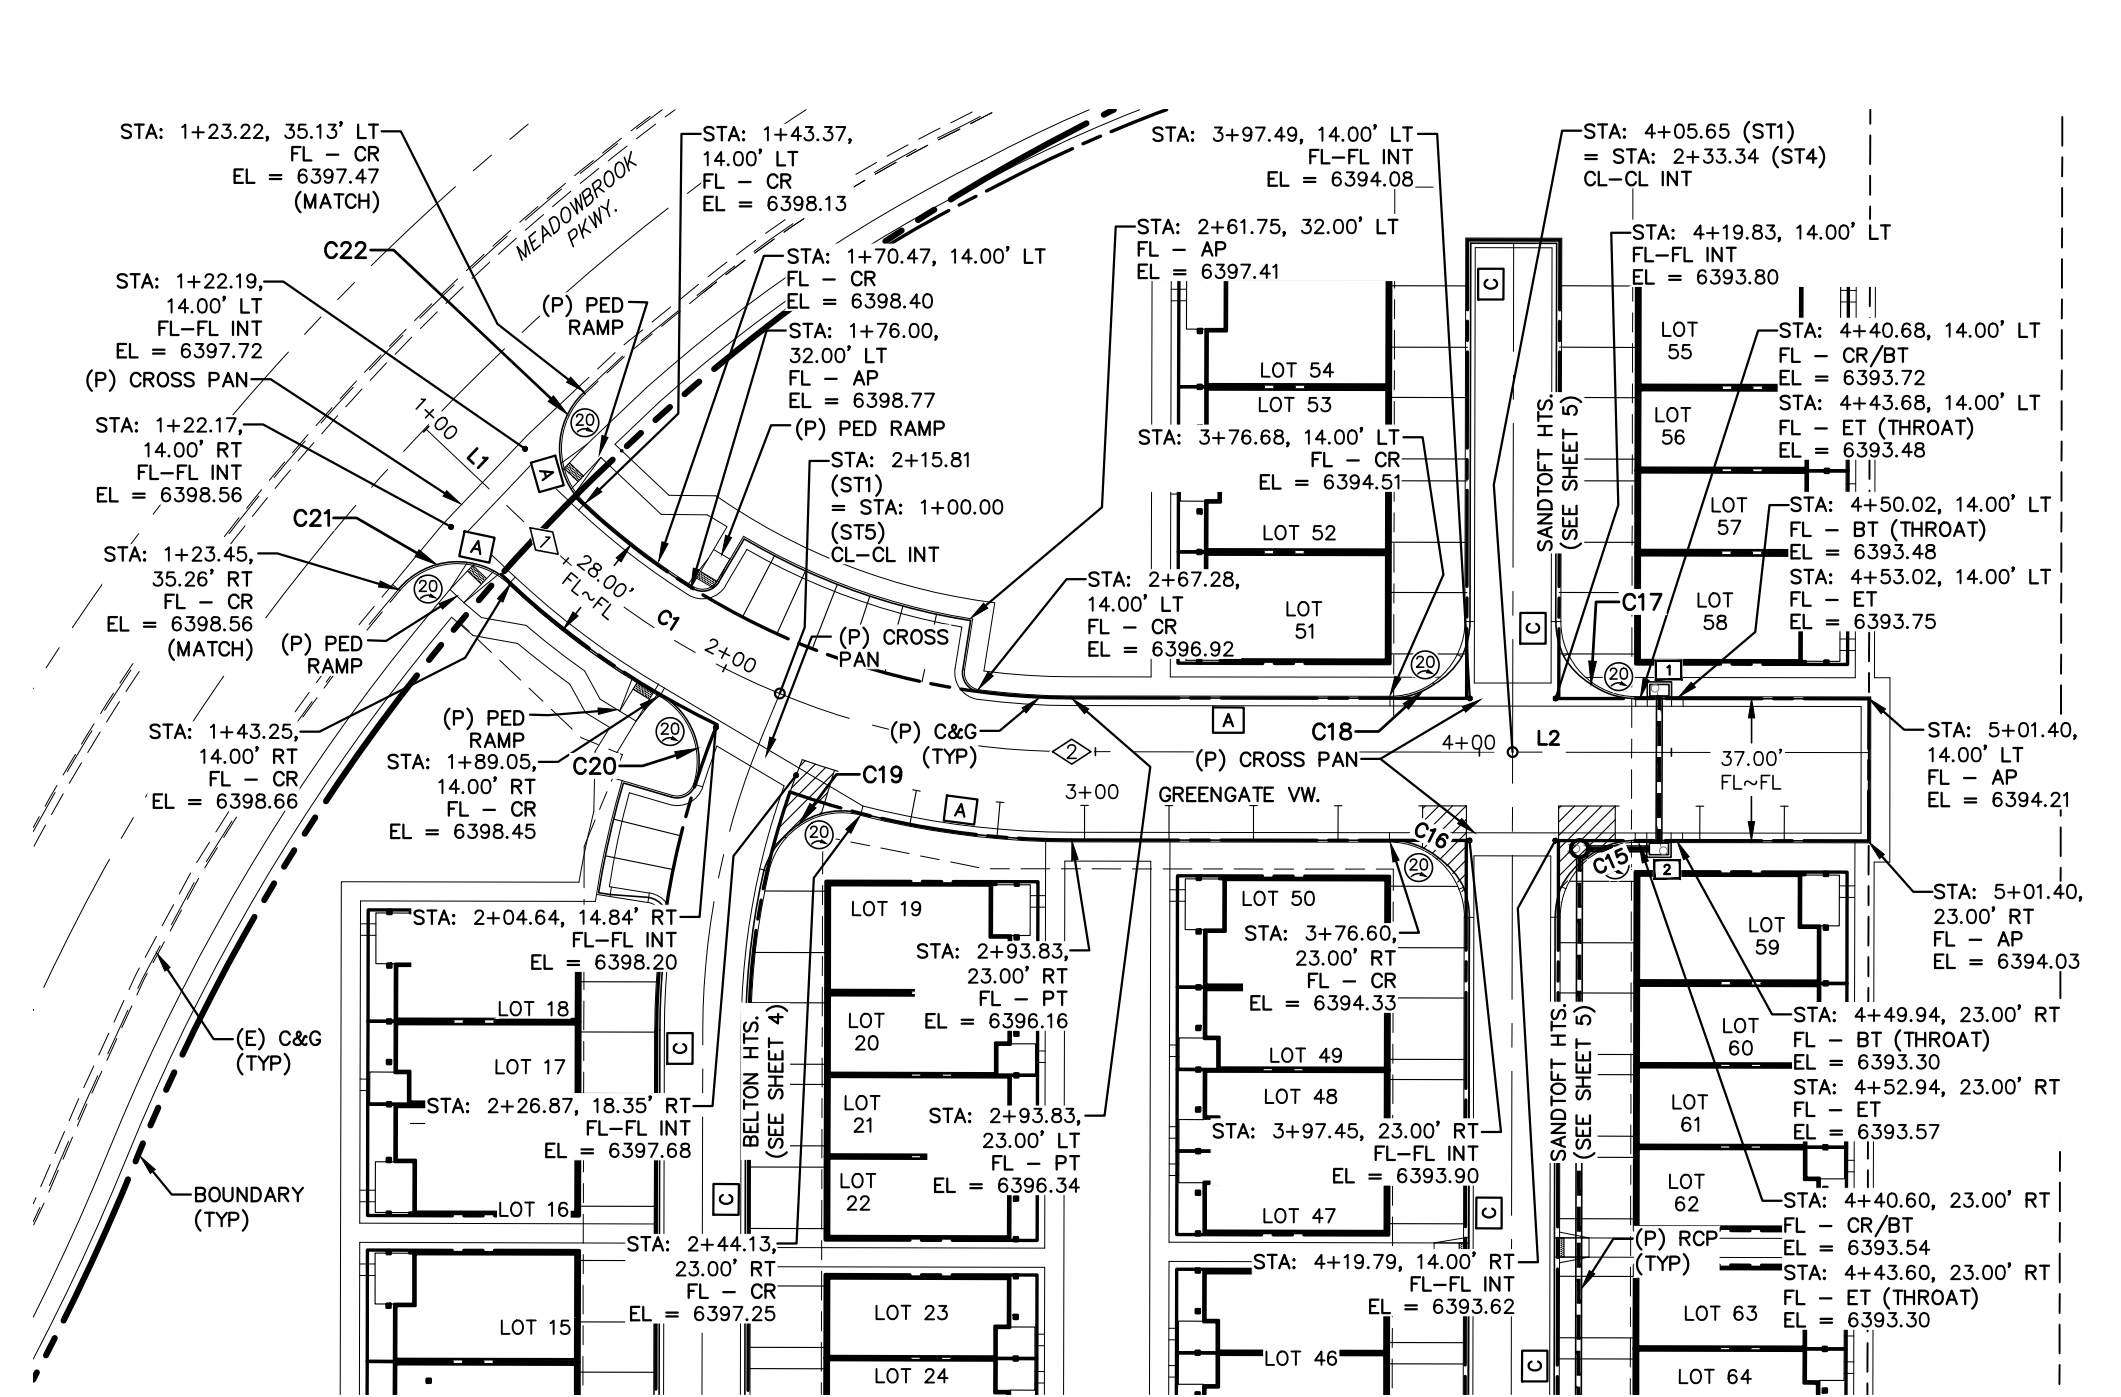 STA: 1+23.22, 35.13' LT
FL – CR
EL = 6397.47
(MATCH)
MEADOWBROOK
PKWY.
STA: 1+43.37,
14.00' LT
FL – CR
EL = 6398.13
STA: 3+97.49, 14.00' LT
FL–FL INT
EL = 6394.08
STA: 4+05.65 (ST1)
= STA: 2+33.34 (ST4)
CL–CL INT
C22
STA: 1+70.47, 14.00' LT
FL – CR
EL = 6398.40
STA: 2+61.75, 32.00' LT
FL – AP
EL = 6397.41
STA: 4+19.83, 14.00' LT
FL–FL INT
EL = 6393.80
STA: 1+22.19,
14.00' LT
FL–FL INT
EL = 6397.72
(P) PED
RAMP
STA: 1+76.00,
32.00' LT
FL – AP
EL = 6398.77
C
LOT
55
STA: 4+40.68, 14.00' LT
FL – CR/BT
EL = 6393.72
(P) CROSS PAN
1+00
L1
20
(P) PED RAMP
LOT 54
LOT 53
SANDTOFT HTS.
(SEE SHEET 5)
LOT
56
STA: 4+43.68, 14.00' LT
FL – ET (THROAT)
EL = 6393.48
STA: 1+22.17,
14.00' RT
FL–FL INT
EL = 6398.56
A
STA: 2+15.81
(ST1)
= STA: 1+00.00
(ST5)
CL–CL INT
STA: 3+76.68, 14.00' LT
FL – CR
EL = 6394.51
LOT
57
STA: 4+50.02, 14.00' LT
FL – BT (THROAT)
EL = 6393.48
C21
A
1
LOT 52
STA: 1+23.45,
35.26' RT
FL – CR
EL = 6398.56
(MATCH)
20
28.00'
FL~FL
C1
STA: 2+67.28,
14.00' LT
FL – CR
EL = 6396.92
LOT
51
C
C17
LOT
58
STA: 4+53.02, 14.00' LT
FL – ET
EL = 6393.75
(P) PED
RAMP
2+00
(P) CROSS
PAN
20
20
1
STA: 1+43.25,
14.00' RT
FL – CR
EL = 6398.66
(P) PED
RAMP
20
(P) C&G
(TYP)
2
A
C18
(P) CROSS PAN
4+00
L2
37.00'
FL~FL
STA: 5+01.40,
14.00' LT
FL – AP
EL = 6394.21
STA: 1+89.05,
14.00' RT
FL – CR
EL = 6398.45
C20
C19
A
3+00
GREENGATE VW.
20
C16
20
C15
2
STA: 5+01.40,
23.00' RT
FL – AP
EL = 6394.03
STA: 2+04.64, 14.84' RT
FL–FL INT
EL = 6398.20
LOT 19
LOT 50
LOT
59
STA: 2+93.83,
23.00' RT
FL – PT
EL = 6396.16
STA: 3+76.60,
23.00' RT
FL – CR
EL = 6394.33
LOT 18
(E) C&G
(TYP)
C
BELTON HTS.
(SEE SHEET 4)
LOT
20
LOT 49
SANDTOFT HTS.
(SEE SHEET 5)
LOT
60
STA: 4+49.94, 23.00' RT
FL – BT (THROAT)
EL = 6393.30
LOT 17
LOT 48
STA: 4+52.94, 23.00' RT
FL – ET
EL = 6393.57
STA: 2+26.87, 18.35' RT
FL–FL INT
EL = 6397.68
LOT
21
STA: 2+93.83,
23.00' LT
FL – PT
EL = 6396.34
STA: 3+97.45, 23.00' RT
FL–FL INT
EL = 6393.90
LOT
61
BOUNDARY
(TYP)
LOT 16
C
LOT
22
LOT 47
C
LOT
62
STA: 4+40.60, 23.00' RT
FL – CR/BT
EL = 6393.54
STA: 2+44.13,
23.00' RT
FL – CR
EL = 6397.25
STA: 4+19.79, 14.00' RT
FL–FL INT
EL = 6393.62
(P) RCP
(TYP)
STA: 4+43.60, 23.00' RT
FL – ET (THROAT)
EL = 6393.30
LOT 15
LOT 23
LOT 63
LOT 24
LOT 46
C
LOT 64